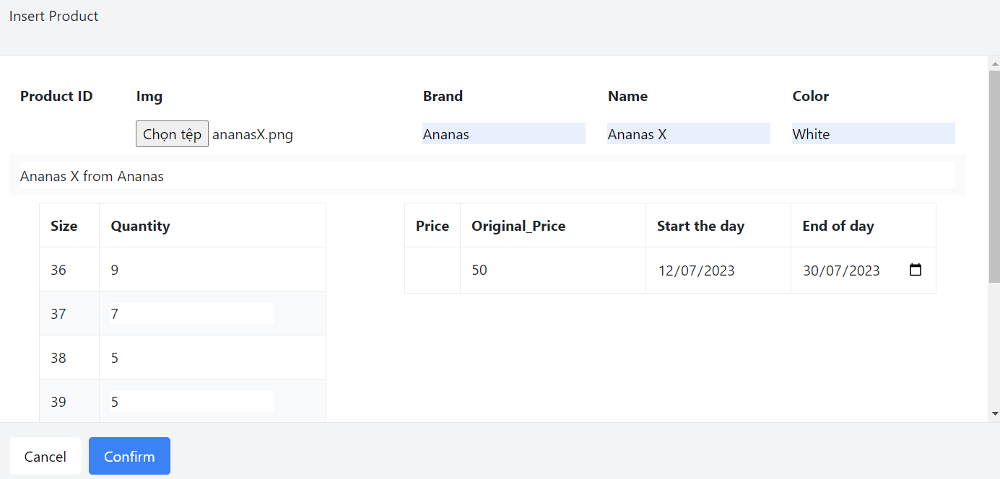 Insert Product
Product ID Img Brand Name Color
Chọn tệp ananasX.png Ananas Ananas X White
Ananas X from Ananas
Size Quantity Price Original_Price Start the day End of day
36 9 50 12/07/2023 30/07/2023
37 7
38 5
39 5
Cancel Confirm